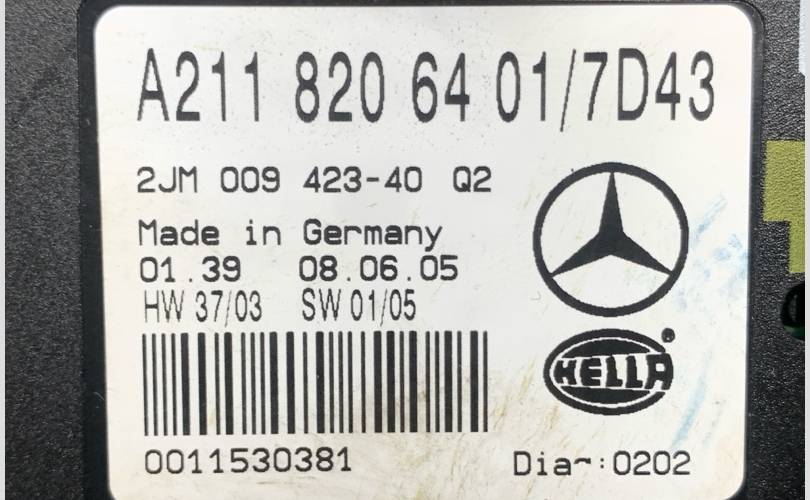 A211 820 64 01/7D43
2JM 009 423-40 Q2
Made in Germany
01.39 08.06.05
HW 37/03 SW 01/05
HELLA®
0011530381
Dia~:0202